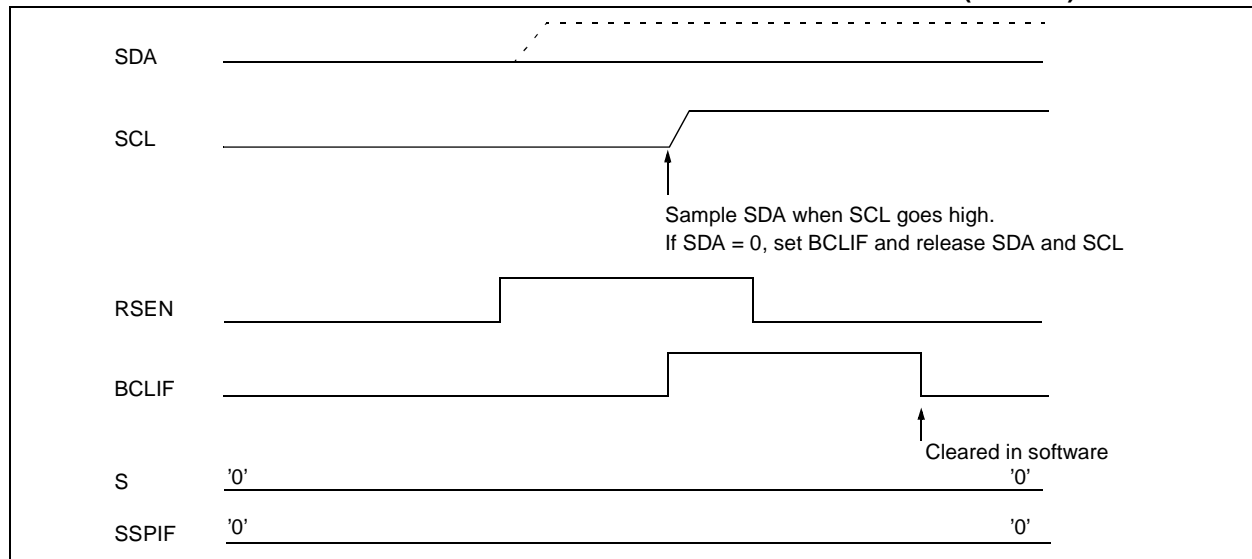 SDA
SCL
Sample SDA when SCL goes high.
If SDA = 0, set BCLIF and release SDA and SCL
RSEN
BCLIF
Cleared in software
S '0' '0'
SSPIF '0' '0'